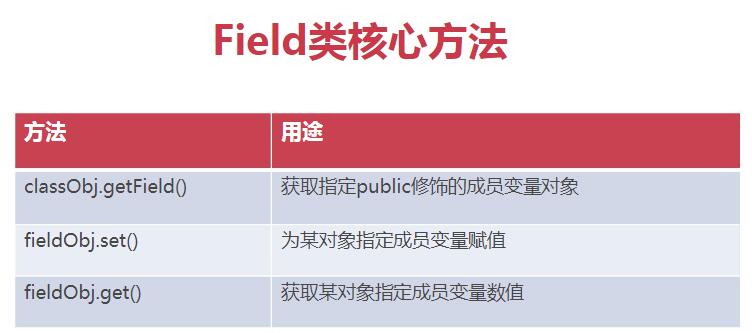 Field类核心方法
方法 用途
classObj.getField() 获取指定public修饰的成员变量对象
fieldObj.set() 为某对象指定成员变量赋值
fieldObj.get() 获取某对象指定成员变量数值